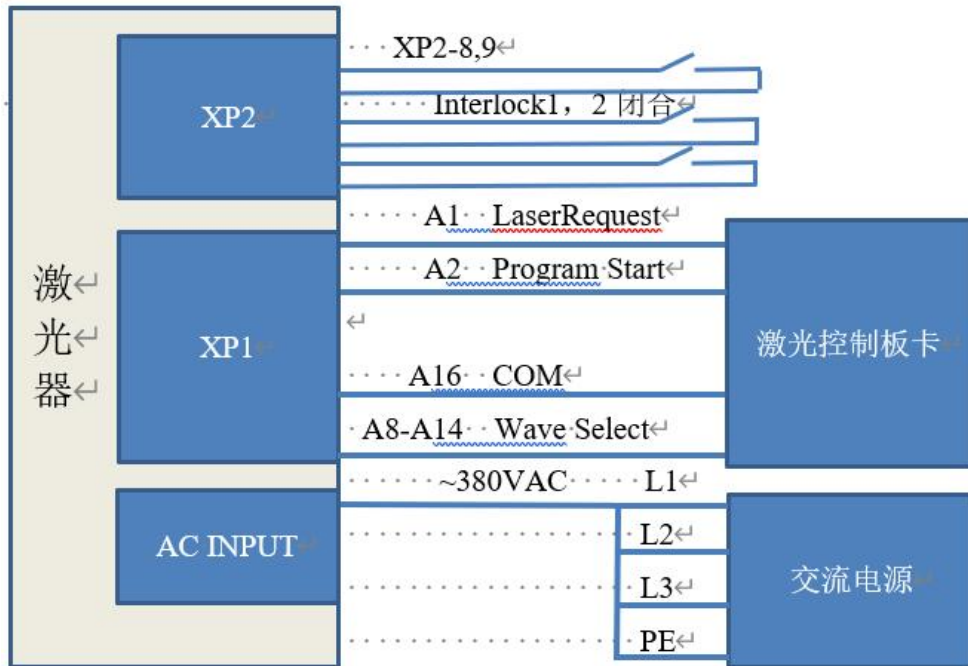 XP2-8,9
Interlock1，2 闭合
XP2
A1 LaserRequest
A2 Program Start
激
光
器
XP1
激光控制板卡
A16 COM
A8-A14 Wave Select
~380VAC L1
AC INPUT
L2
L3
交流电源
PE